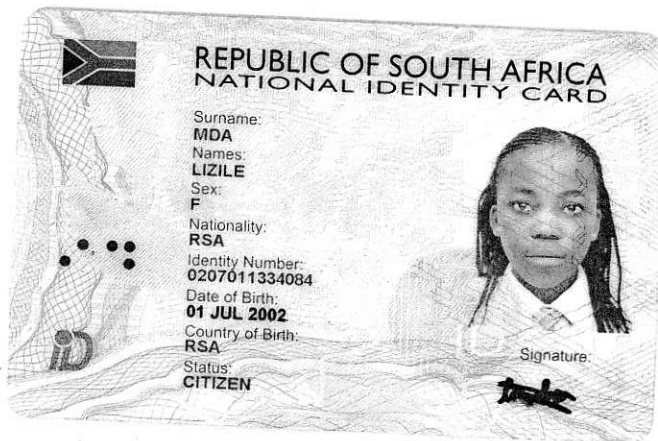 REPUBLIC OF SOUTH AFRICA
NATIONAL IDENTITY CARD
Surname:
MDA
Names:
LIZILE
Sex:
F
Nationality:
RSA
Identity Number:
0207011334084
Date of Birth:
01 JUL 2002
Country of Birth:
RSA
Status:
CITIZEN
Signature:
iD